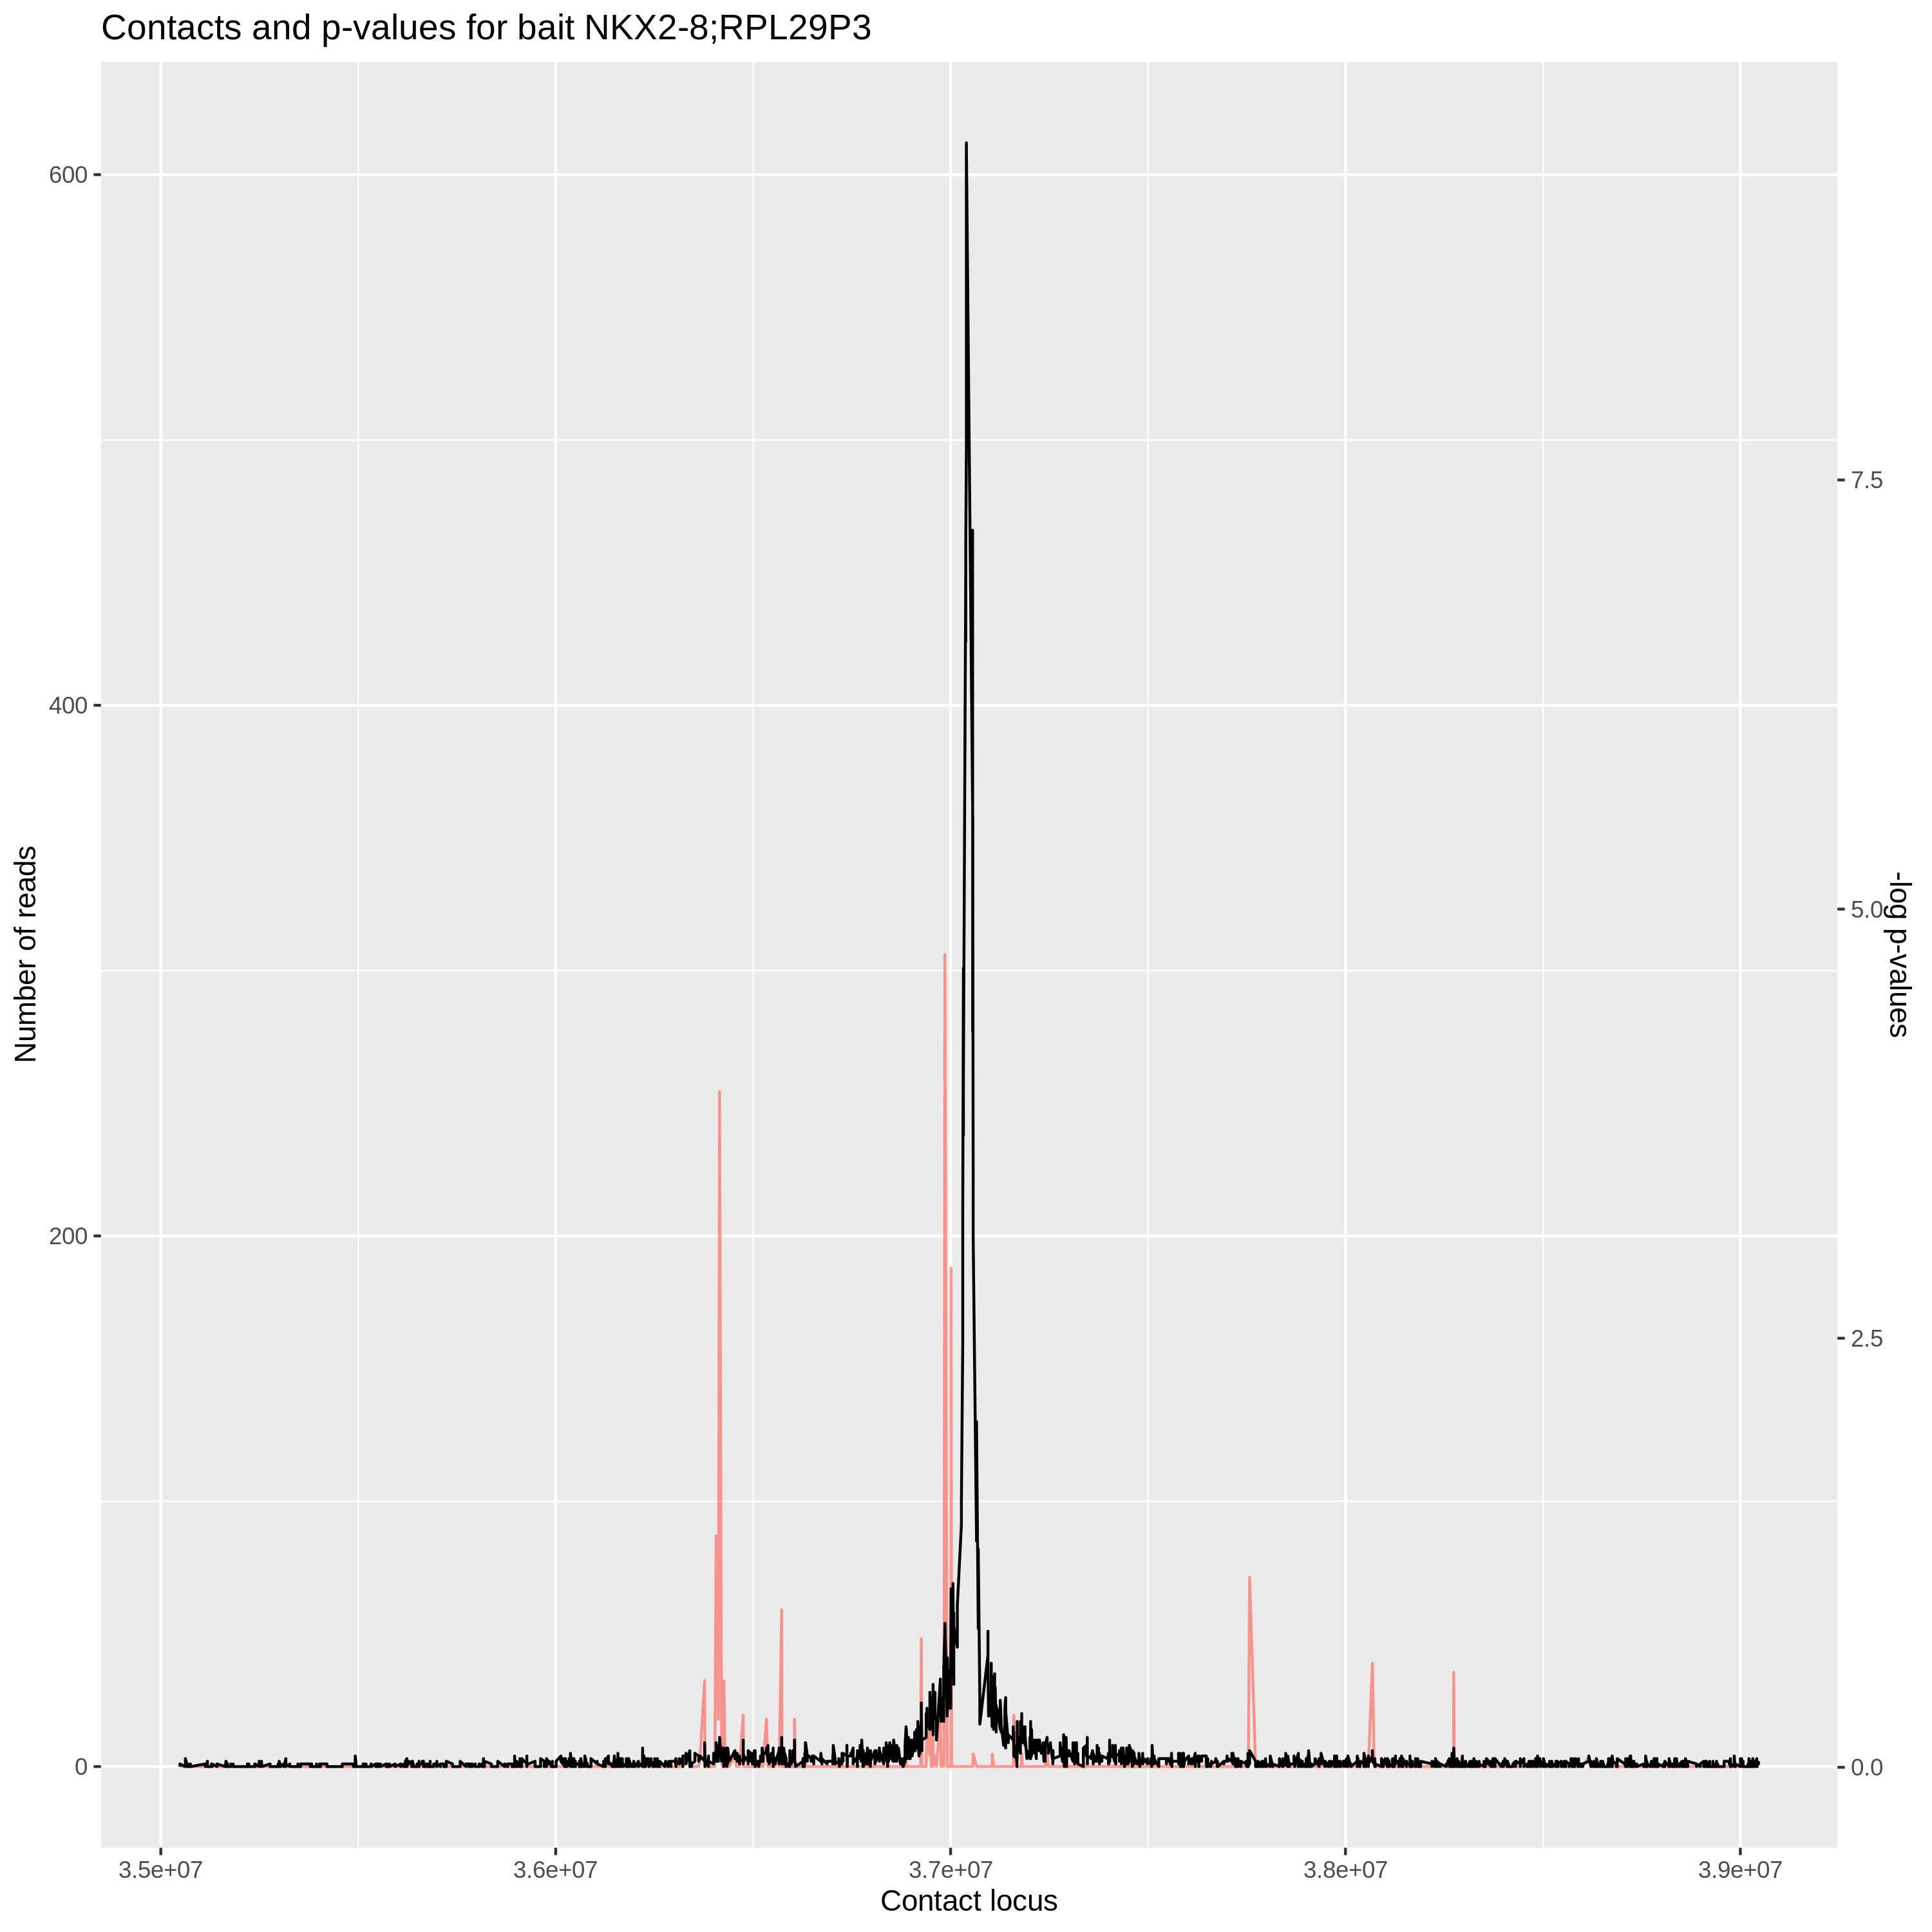 Contacts and p-values for bait NKX2-8;RPL29P3
600
400
200
0
Number of reads
7.5
5.0
2.5
0.0
-log p-values
3.5e+07 3.6e+07 3.7e+07 3.8e+07 3.9e+07
Contact locus